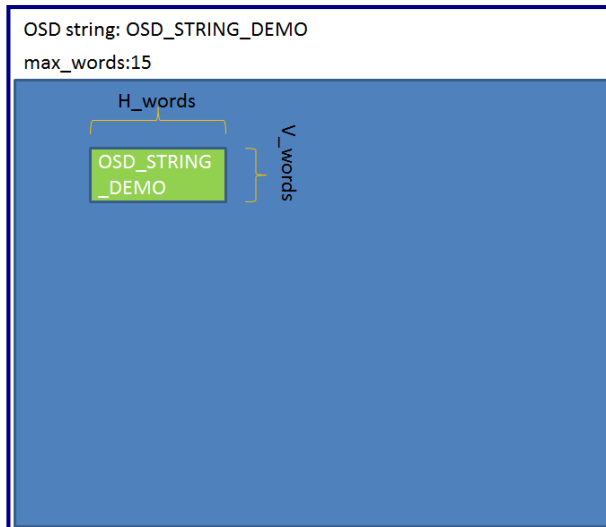 OSD string: OSD_STRING_DEMO
max_words:15
H_words
V_words
OSD_STRING
_DEMO